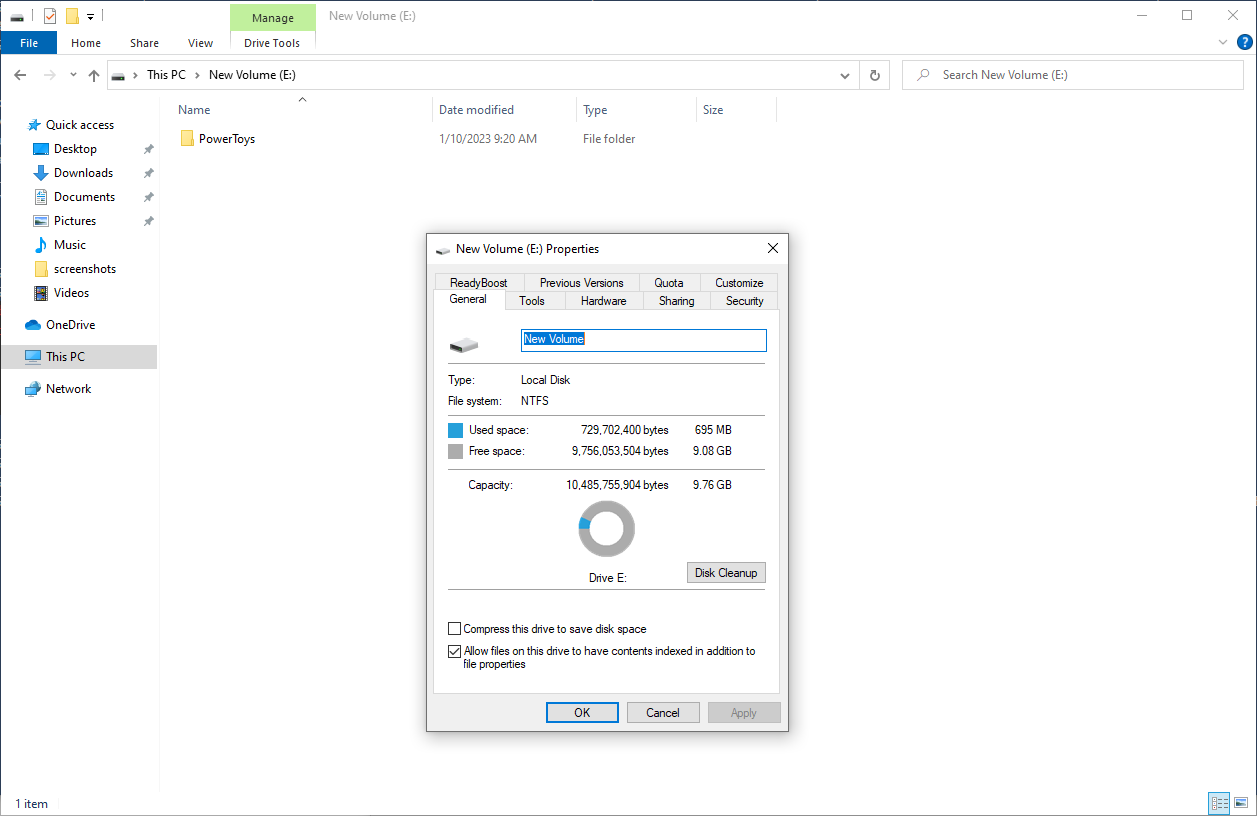 Manage
New Volume (E:)
File
Home
Share
View
Drive Tools
?
This PC
New Volume (E:)
Search New Volume (E:)
Name
Date modified
Type
Size
PowerToys
1/10/2023 9:20 AM
File folder
Quick access
Desktop
Downloads
Documents
Pictures
Music
screenshots
Videos
OneDrive
This PC
Network
New Volume (E:) Properties
ReadyBoost
Previous Versions
Quota
Customize
General
Tools
Hardware
Sharing
Security
New Volume
Type: Local Disk
File system: NTFS
Used space: 729,702,400 bytes 695 MB
Free space: 9,756,053,504 bytes 9.08 GB
Capacity: 10,485,755,904 bytes 9.76 GB
Drive E:
Disk Cleanup
Compress this drive to save disk space
Allow files on this drive to have contents indexed in addition to
file properties
OK
Cancel
Apply
1 item